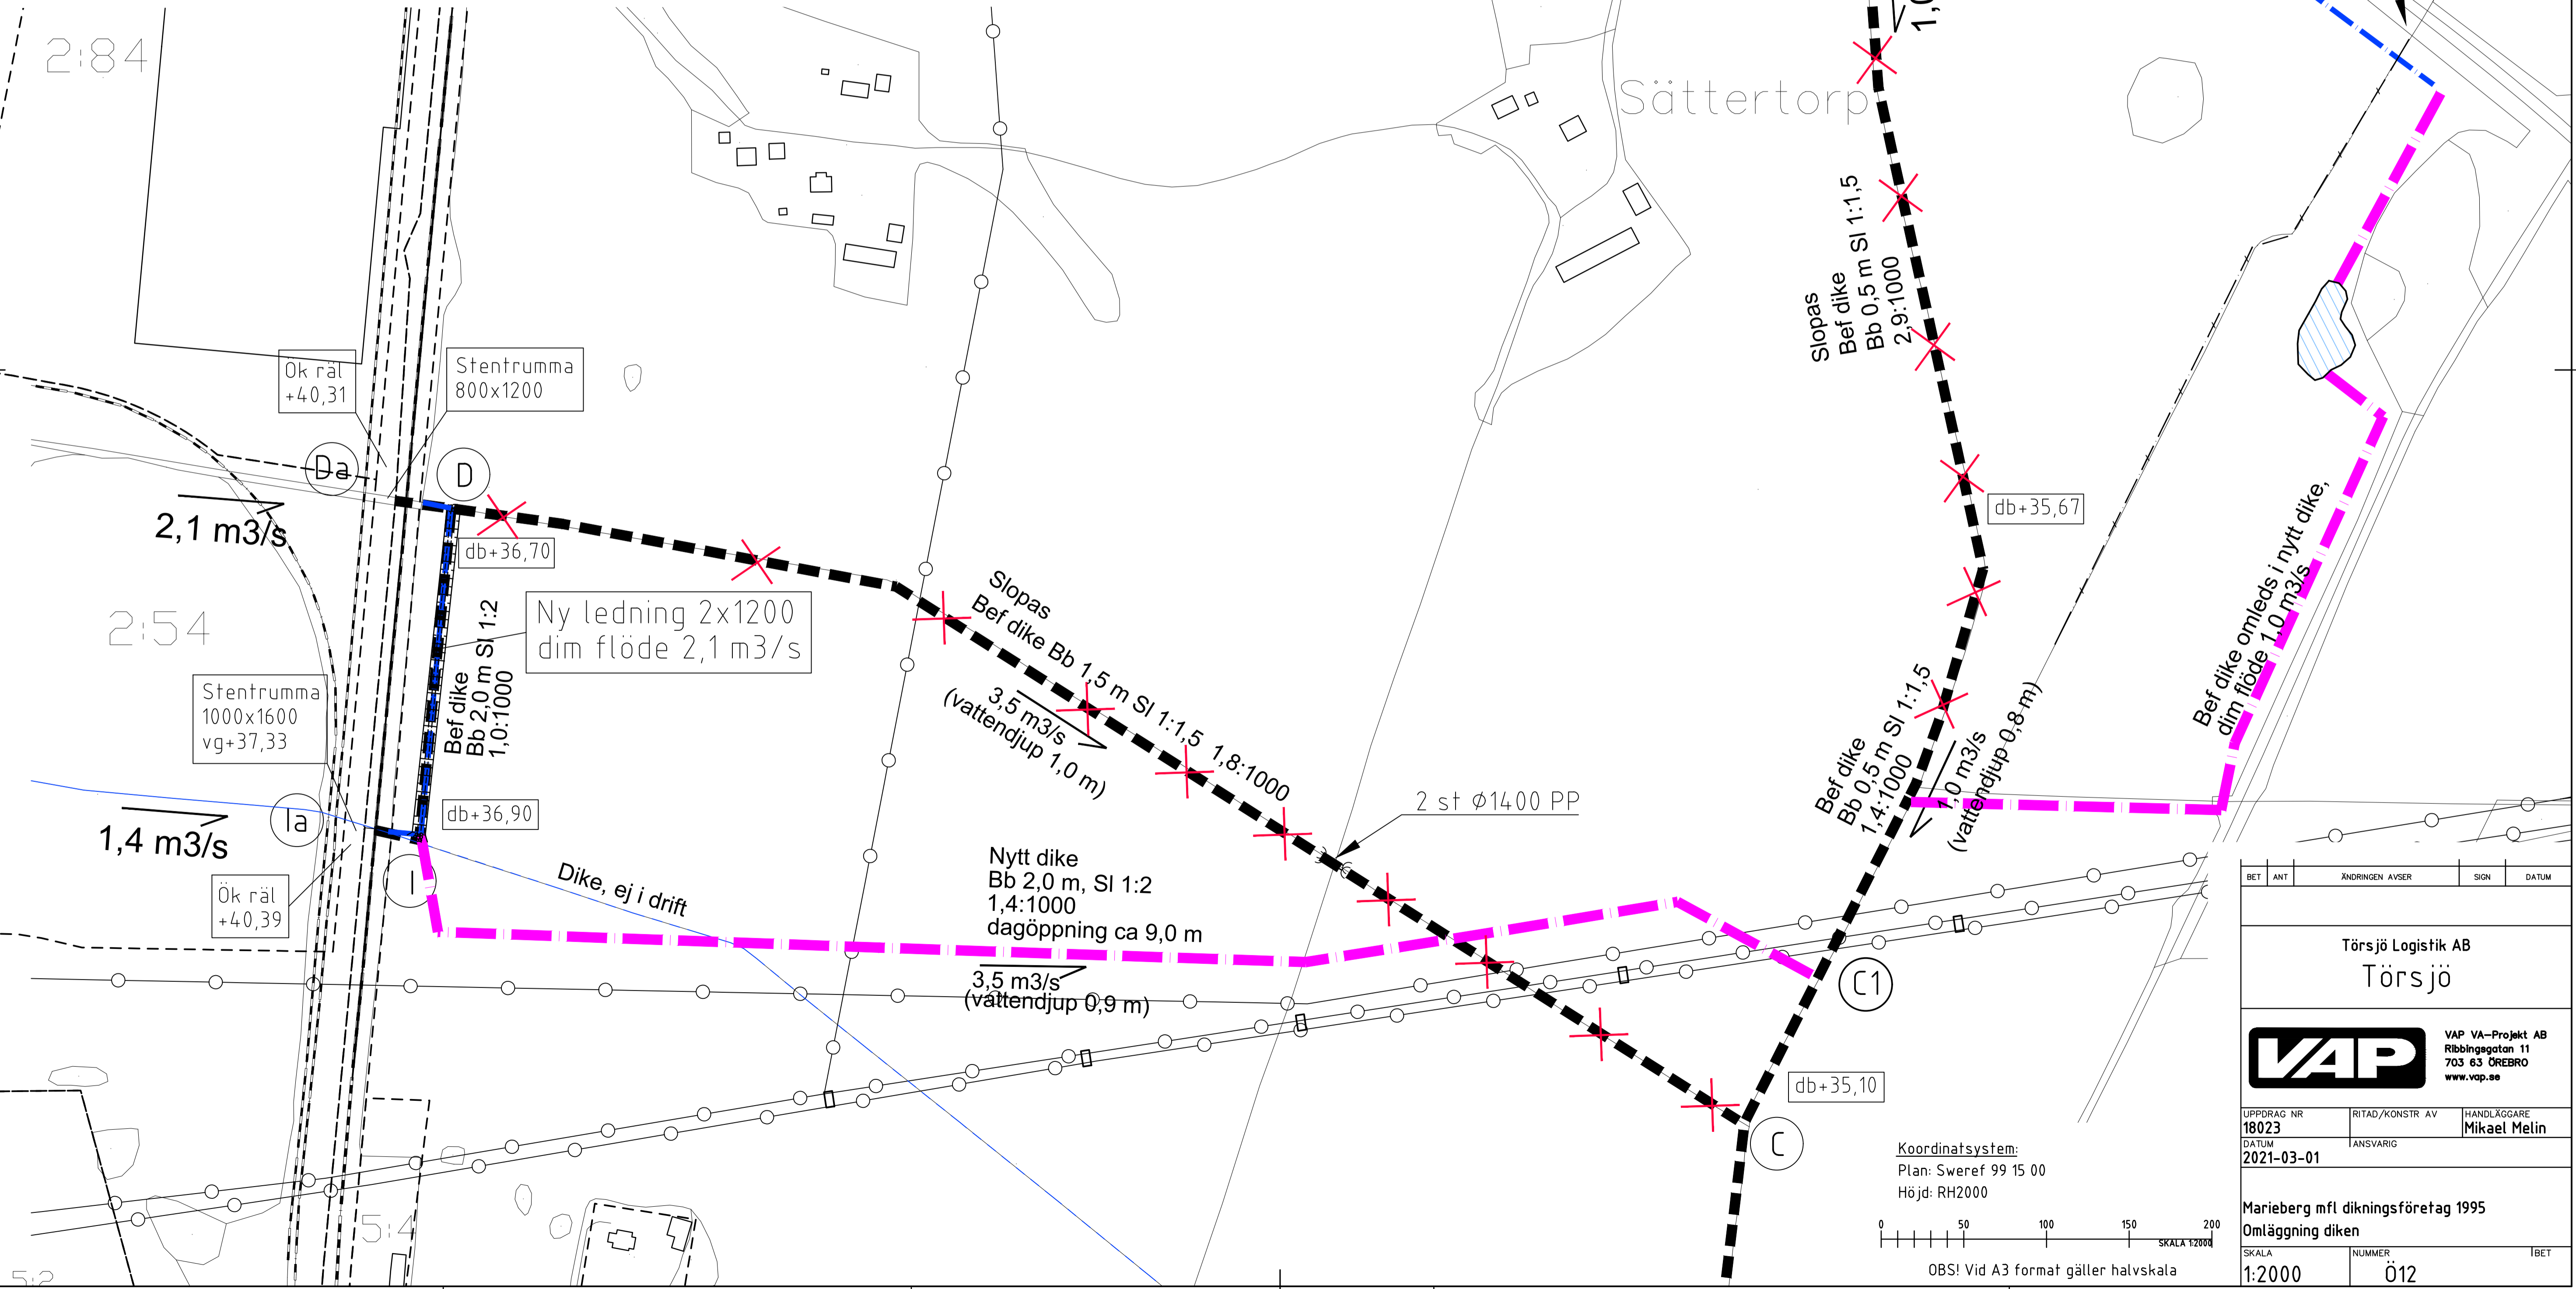 2:84
Sättertorp
1,0
Slopas
Bef dike
Bb 0,5 m Sl 1:1,5
2,9:1000
Ök räl
+40,31
Stentrumma
800x1200
Da
D
2,1 m3/s
db+36,70
db+35,67
2:54
Ny ledning 2x1200
dim flöde 2,1 m3/s
Bef dike
Bb 2,0 m Sl 1:2
1,0:1000
Slopas
Bef dike Bb 1,5 m Sl 1:1,5 1,8:1000
3,5 m3/s
(vattendjup 1,0 m)
Bef dike omleds i nytt dike,
dim flöde 1,0 m3/s
Stentrumma
1000x1600
vg+37,33
Bef dike
Bb 0,5 m Sl 1:1,5
1,4:1000
1,0 m3/s
(vattendjup 0,8 m)
Ia
1,4 m3/s
db+36,90
2 st Ø1400 PP
I
Ök räl
+40,39
Dike, ej i drift
Nytt dike
Bb 2,0 m, Sl 1:2
1,4:1000
dagöppning ca 9,0 m
3,5 m3/s
(vattendjup 0,9 m)
C1
db+35,10
C
5:4
5:2
Koordinatsystem:
Plan: Sweref 99 15 00
Höjd: RH2000
0 50 100 150 200
SKALA 1:2000
OBS! Vid A3 format gäller halvskala
BET ANT ÄNDRINGEN AVSER SIGN DATUM
Törsjö Logistik AB
Törsjö
VAP
VAP VA-Projekt AB
Ribbingsgatan 11
703 63 ÖREBRO
www.vap.se
UPPDRAG NR RITAD/KONSTR AV HANDLÄGGARE
18023 Mikael Melin
DATUM ANSVARIG
2021-03-01
Marieberg mfl dikningsföretag 1995
Omläggning diken
SKALA NUMMER BET
1:2000 Ö12